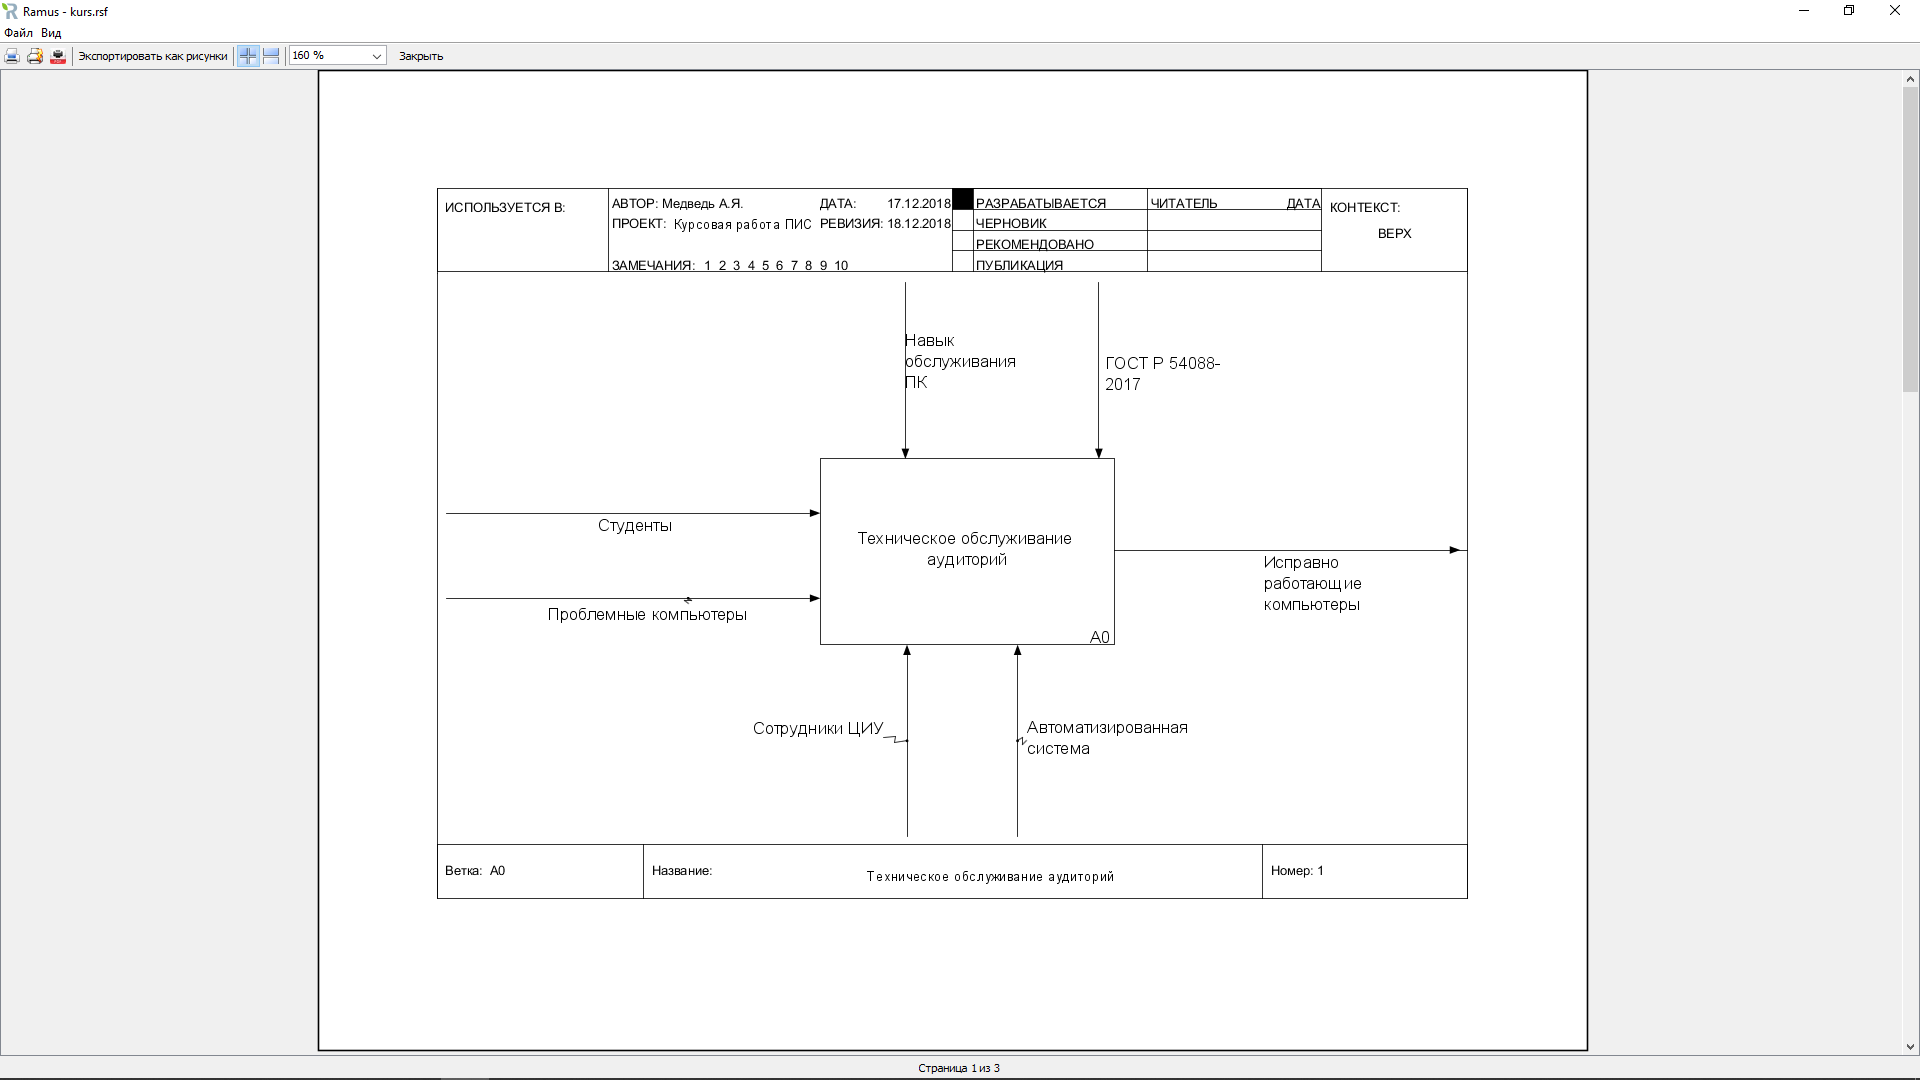 Ramus - kurs.rsf
Файл Вид
Экспортировать как рисунки 160 % Закрыть
ИСПОЛЬЗУЕТСЯ В:
АВТОР: Медведь А.Я. ДАТА: 17.12.2018
ПРОЕКТ: Курсовая работа ПИС РЕВИЗИЯ: 18.12.2018
ЗАМЕЧАНИЯ: 1 2 3 4 5 6 7 8 9 10
РАЗРАБАТЫВАЕТСЯ
ЧЕРНОВИК
РЕКОМЕНДОВАНО
ПУБЛИКАЦИЯ
ЧИТАТЕЛЬ ДАТА
КОНТЕКСТ:
ВЕРХ
Навык
обслуживания
ПК
ГОСТ Р 54088-
2017
Студенты
Проблемные компьютеры
Техническое обслуживание
аудиторий
A0
Исправно
работающие
компьютеры
Сотрудники ЦИУ
Автоматизированная
система
Ветка: A0
Название:
Техническое обслуживание аудиторий
Номер: 1
Страница 1 из 3